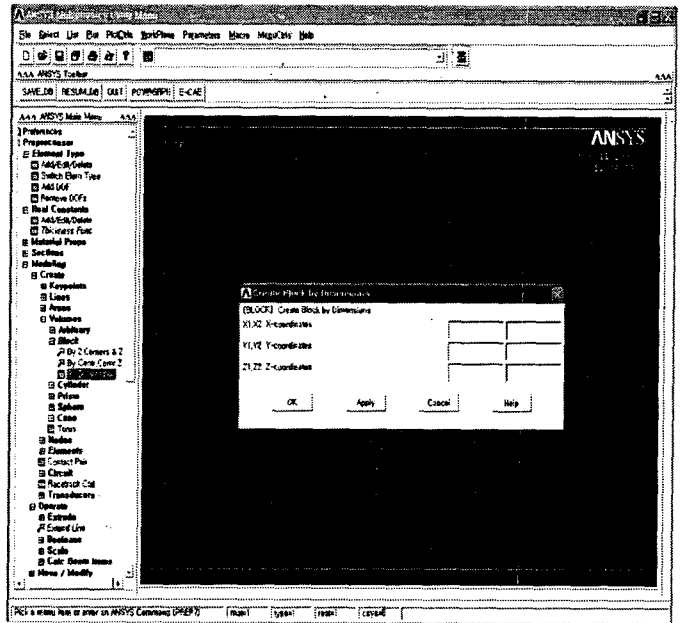 File Select List Plot PlotCtrls WorkPlane Parameters Macro MenuCtrls Help
ANSYS Toolbar
SAVE_DB RESUM_DB QUIT POWRGRPH E-CAE
ANSYS Main Menu
Preferences
Preprocessor
Element Type
Add/Edit/Delete
Switch Elem Type
Add DOF
Remove DOFs
Real Constants
Add/Edit/Delete
Thickness Func
Material Props
Sections
Modeling
Create
Keypoints
Lines
Areas
Volumes
Arbitrary
Block
By 2 Corners & Z
By Centr,Cornr,Z
Cylinder
Prism
Sphere
Cone
Torus
Nodes
Elements
Contact Pair
Circuit
Racetrack Coil
Transducers
Operate
Extrude
Extend Line
Booleans
Scale
Calc Geom Items
Move / Modify
ANSYS
Create Block by Dimensions
[BLOCK] Create Block by Dimensions
X1,X2 X-coordinates
Y1,Y2 Y-coordinates
Z1,Z2 Z-coordinates
OK Apply Cancel Help
Pick a menu item or enter an ANSYS Command (PREP7) mat=1 type=1 real=1 csys=0